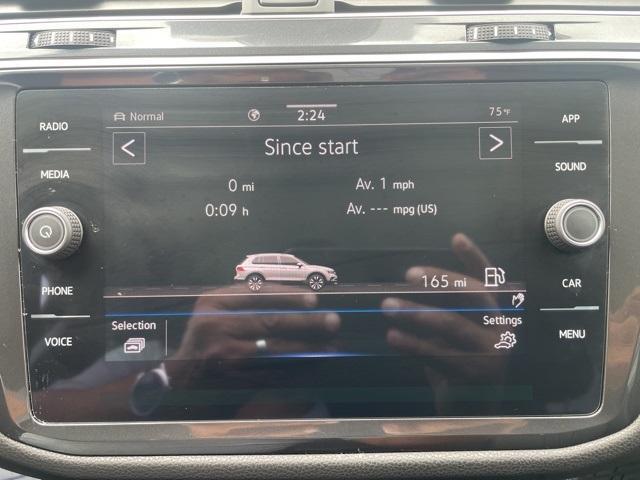 RADIO
MEDIA
PHONE
VOICE
Normal 2:24 75°F
< Since start >
0 mi Av. 1 mph
0:09 h Av. --- mpg (US)
165 mi
Selection Settings
APP
SOUND
CAR
MENU